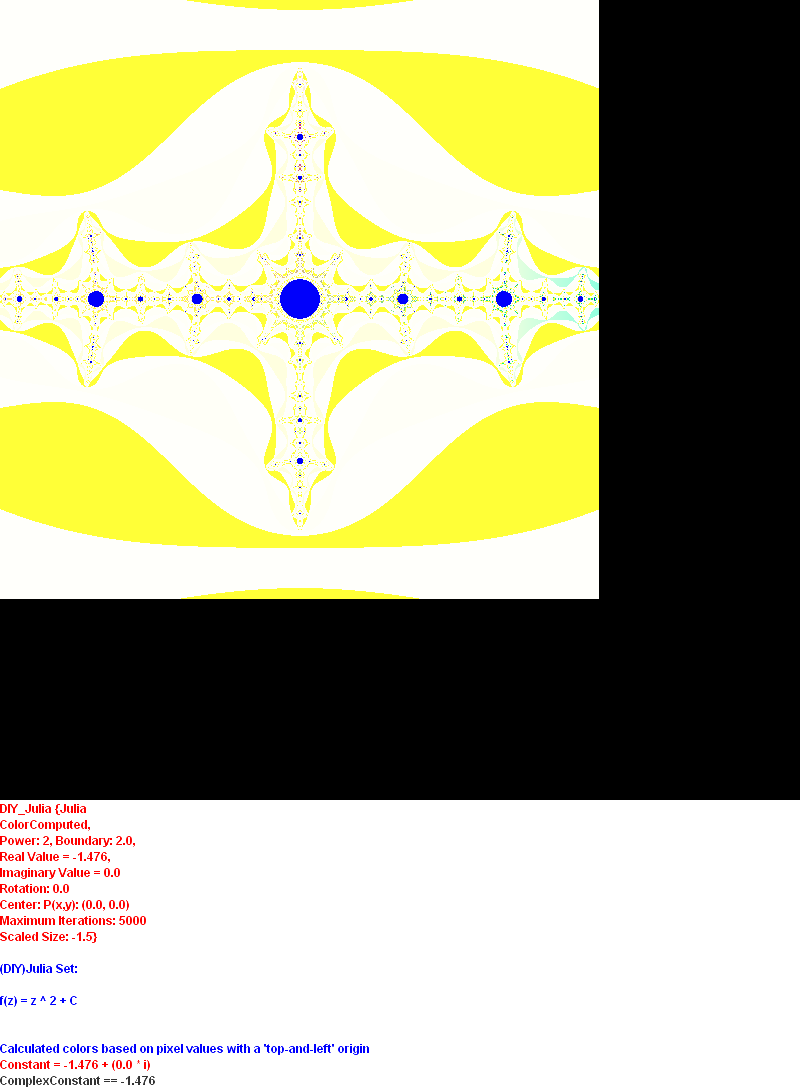 DIY_Julia {Julia
ColorComputed,
Power: 2, Boundary: 2.0,
Real Value = -1.476,
Imaginary Value = 0.0
Rotation: 0.0
Center: P(x,y): (0.0, 0.0)
Maximum Iterations: 5000
Scaled Size: -1.5}
(DIY)Julia Set:
f(z) = z ^ 2 + C
Calculated colors based on pixel values with a 'top-and-left' origin
Constant = -1.476 + (0.0 * i)
ComplexConstant == -1.476